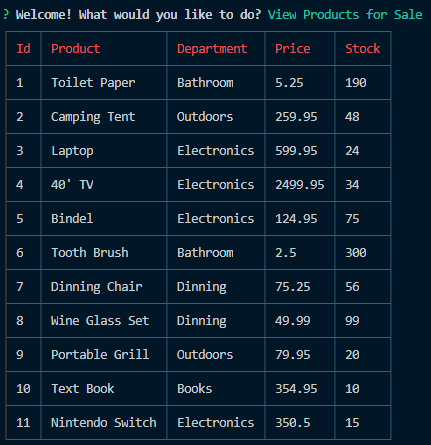 ? Welcome! What would you like to do? View Products for Sale
Id Product Department Price Stock
1 Toilet Paper Bathroom 5.25 190
2 Camping Tent Outdoors 259.95 48
3 Laptop Electronics 599.95 24
4 40' TV Electronics 2499.95 34
5 Bindel Electronics 124.95 75
6 Tooth Brush Bathroom 2.5 300
7 Dinning Chair Dinning 75.25 56
8 Wine Glass Set Dinning 49.99 99
9 Portable Grill Outdoors 79.95 20
10 Text Book Books 354.95 10
11 Nintendo Switch Electronics 350.5 15